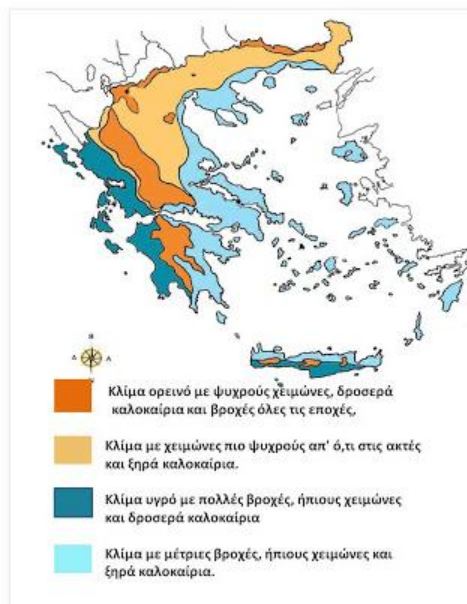 Β
Δ
Α
Ν
Κλίμα ορεινό με ψυχρούς χειμώνες, δροσερά
καλοκαίρια και βροχές όλες τις εποχές,
Κλίμα με χειμώνες πιο ψυχρούς απ' ό,τι στις ακτές
και ξηρά καλοκαίρια.
Κλίμα υγρό με πολλές βροχές, ήπιους χειμώνες
και δροσερά καλοκαίρια
Κλίμα με μέτριες βροχές, ήπιους χειμώνες και
ξηρά καλοκαίρια.